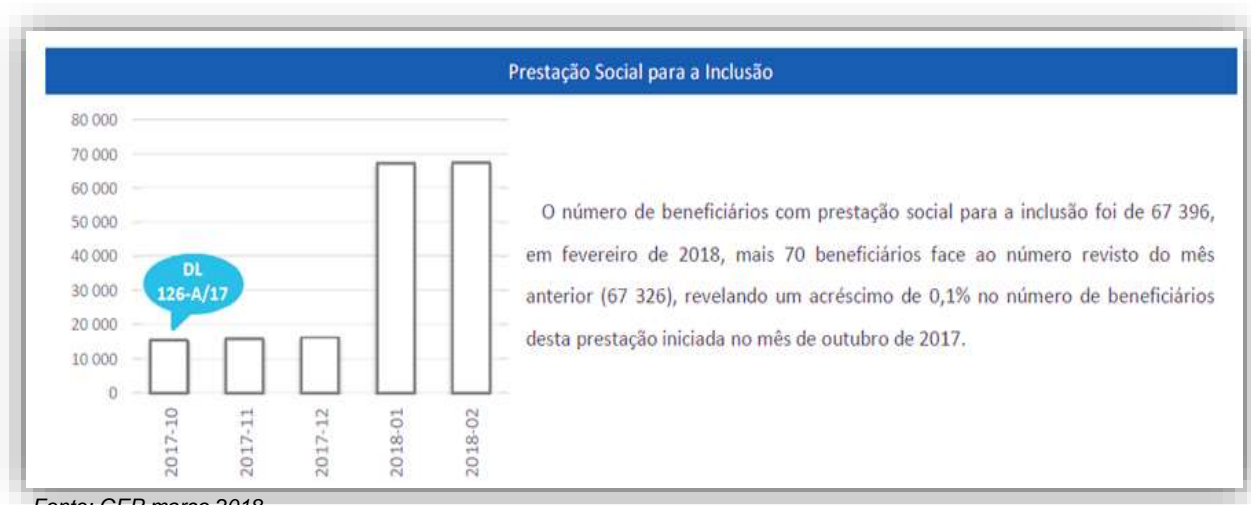 Prestação Social para a Inclusão
80 000
70 000
60 000
50 000
40 000
30 000
20 000
10 000
0
DL
126-A/17
2017-10
2017-11
2017-12
2018-01
2018-02
O número de beneficiários com prestação social para a inclusão foi de 67 396,
em fevereiro de 2018, mais 70 beneficiários face ao número revisto do mês
anterior (67 326), revelando um acréscimo de 0,1% no número de beneficiários
desta prestação iniciada no mês de outubro de 2017.
Fonte: GEP março 2018